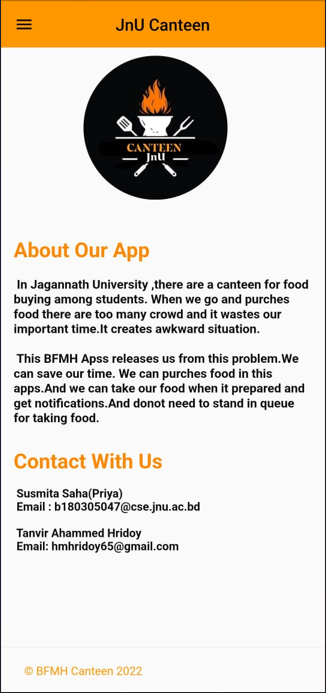 JnU Canteen
CANTEEN
JnU
About Our App
In Jagannath University ,there are a canteen for food
buying among students. When we go and purches
food there are too many crowd and it wastes our
important time.It creates awkward situation.
This BFMH Apss releases us from this problem.We
can save our time. We can purches food in this
apps.And we can take our food when it prepared and
get notifications.And donot need to stand in queue
for taking food.
Contact With Us
Susmita Saha(Priya)
Email : b180305047@cse.jnu.ac.bd
Tanvir Ahammed Hridoy
Email: hmhridoy65@gmail.com
© BFMH Canteen 2022